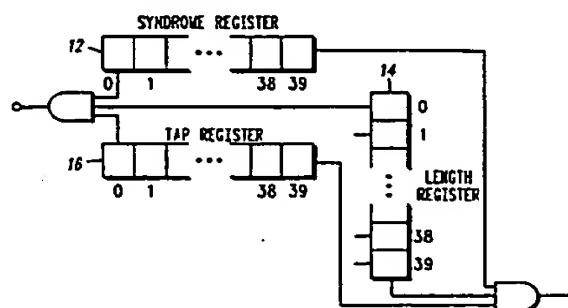 SYNDROME REGISTER
12
0 1 38 39
14
0
1
TAP REGISTER
16
0 1 38 39
LENGTH
REGISTER
38
39